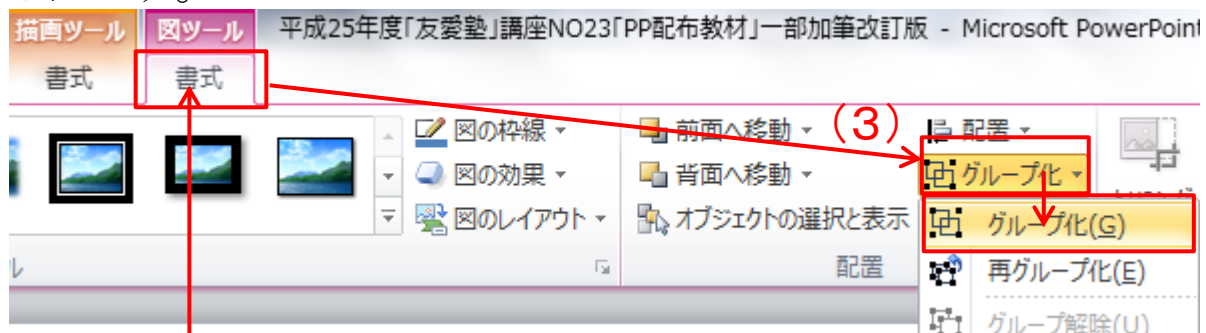 描画ツール 図ツール 平成25年度「友愛塾」講座NO23「PP配布教材」一部加筆改訂版 - Microsoft PowerPoint
書式 書式
図の枠線 前面へ移動 (3) 配置
図の効果 背面へ移動 グループ化
図のレイアウト オブジェクトの選択と表示 グループ化(G)
配置 再グループ化(E)
グループ解除(U)